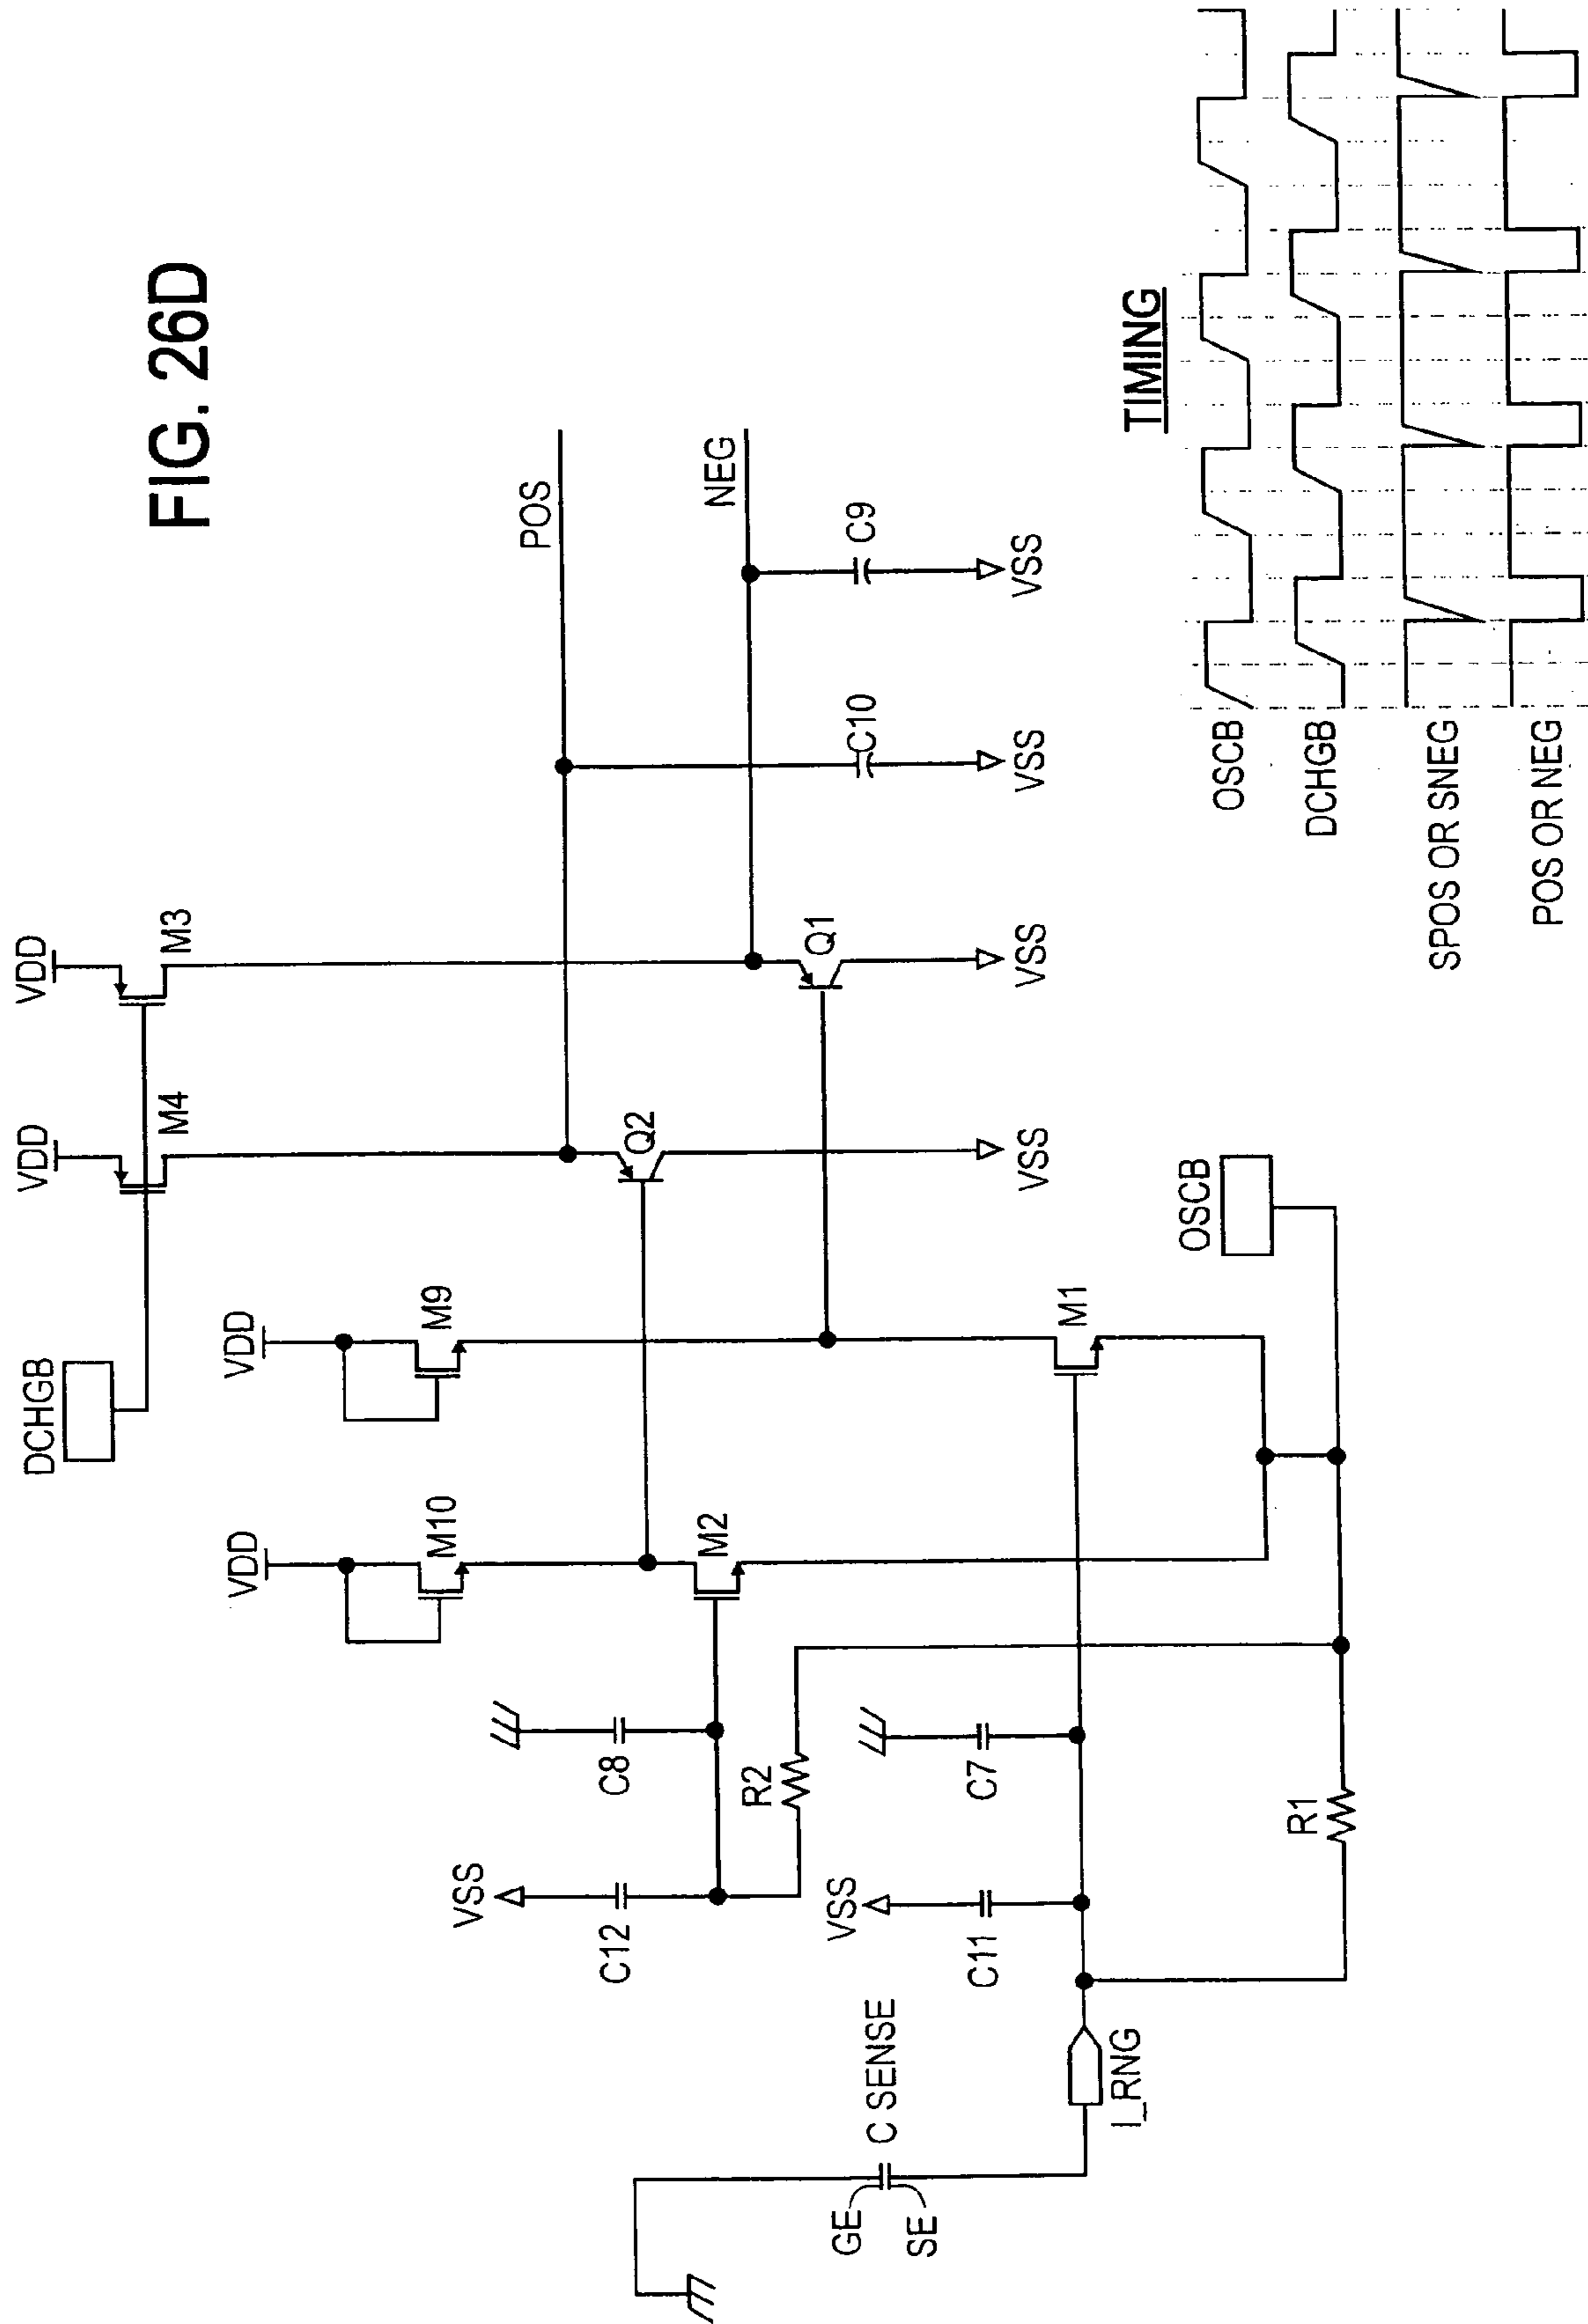 FIG. 26D
VDD
VDD
DCHGB
M4
M3
VDD
VDD
M10
M9
POS
NEG
Q2
Q1
C10
C9
VSS
VSS
VSS
VSS
M2
M1
OSCB
VSS
C12
C8
R2
VSS
C11
C7
R1
C SENSE
GE
SE
I_RNG
TIMING
OSCB
DCHGB
SPOS OR SNEG
POS OR NEG